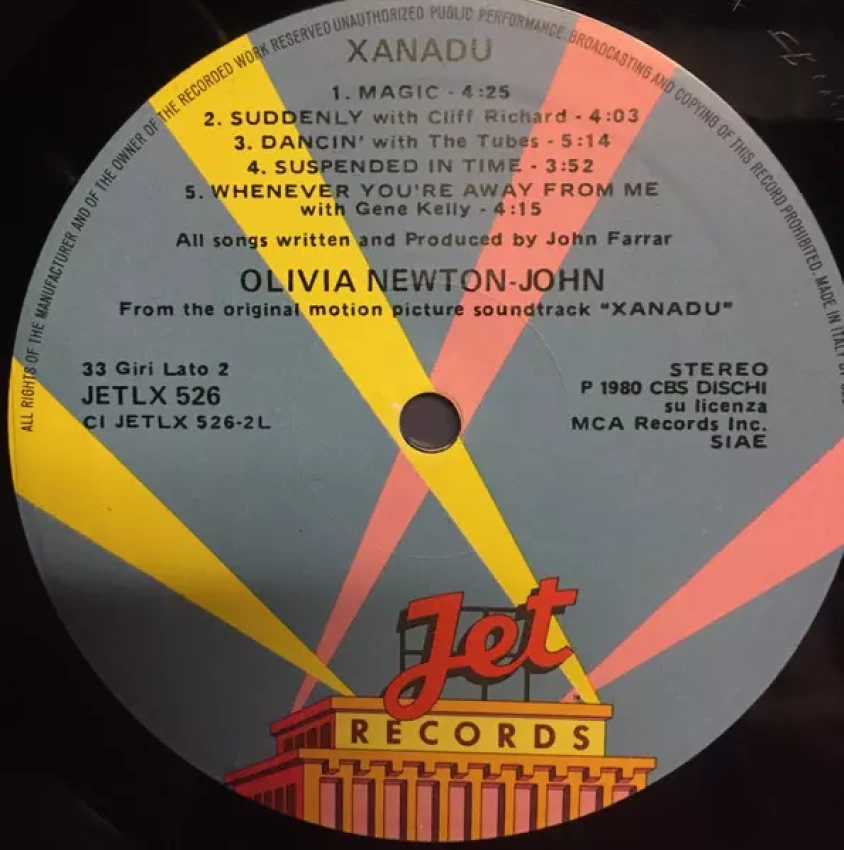 ALL RIGHTS OF THE MANUFACTURER AND OF THE OWNER OF THE RECORDED WORK RESERVED UNAUTHORIZED PUBLIC PERFORMANCE. BROADCASTING AND COPYING OF THIS RECORD PROHIBITED. MADE IN ITALY
XANADU
1. MAGIC - 4:25
2. SUDDENLY with Cliff Richard - 4:03
3. DANCIN' with The Tubes - 5:14
4. SUSPENDED IN TIME - 3:52
5. WHENEVER YOU'RE AWAY FROM ME
with Gene Kelly - 4:15
All songs written and Produced by John Farrar
OLIVIA NEWTON-JOHN
From the original motion picture soundtrack "XANADU"
33 Giri Lato 2
JETLX 526
CI JETLX 526-2L
STEREO
P 1980 CBS DISCHI
su licenza
MCA Records Inc.
SIAE
Jet
RECORDS